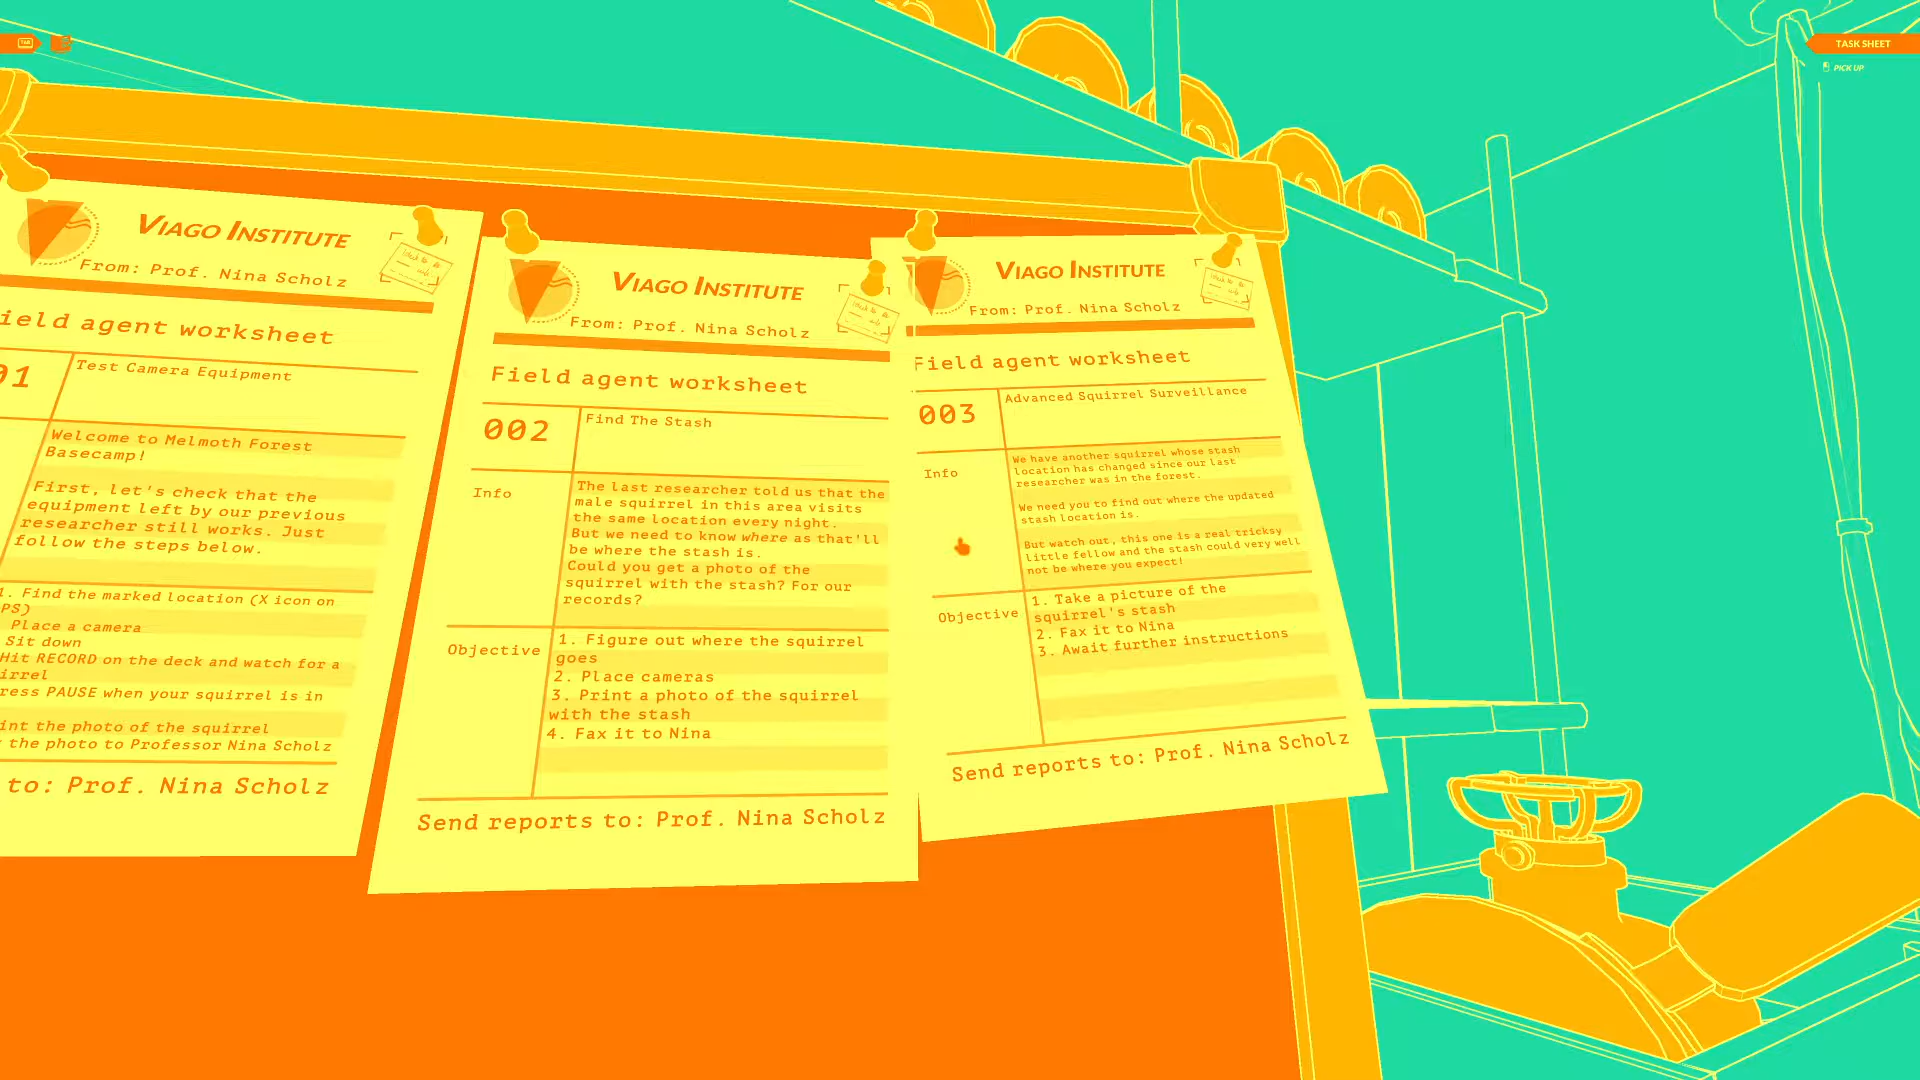 TAB
TASK SHEET
PICK UP
VIAGO INSTITUTE
From: Prof. Nina Scholz
ield agent worksheet
01
Test Camera Equipment
Welcome to Melmoth Forest
Basecamp!
First, let's check that the
equipment left by our previous
researcher still works. Just
follow the steps below.
1. Find the marked location (X icon on
PS)
Place a camera
Sit down
Hit RECORD on the deck and watch for a
irrel
ress PAUSE when your squirrel is in
int the photo of the squirrel
the photo to Professor Nina Scholz
to: Prof. Nina Scholz
VIAGO INSTITUTE
From: Prof. Nina Scholz
Field agent worksheet
002
Find The Stash
Info
The last researcher told us that the
male squirrel in this area visits
the same location every night.
But we need to know where as that'll
be where the stash is.
Could you get a photo of the
squirrel with the stash? For our
records?
Objective
1. Figure out where the squirrel
goes
2. Place cameras
3. Print a photo of the squirrel
with the stash
4. Fax it to Nina
Send reports to: Prof. Nina Scholz
VIAGO INSTITUTE
From: Prof. Nina Scholz
Field agent worksheet
003
Advanced Squirrel Surveillance
Info
We have another squirrel whose stash
location has changed since our last
researcher was in the forest.
We need you to find out where the updated
stash location is.
But watch out, this one is a real tricksy
little fellow and the stash could very well
not be where you expect!
Objective
1. Take a picture of the
squirrel's stash
2. Fax it to Nina
3. Await further instructions
Send reports to: Prof. Nina Scholz